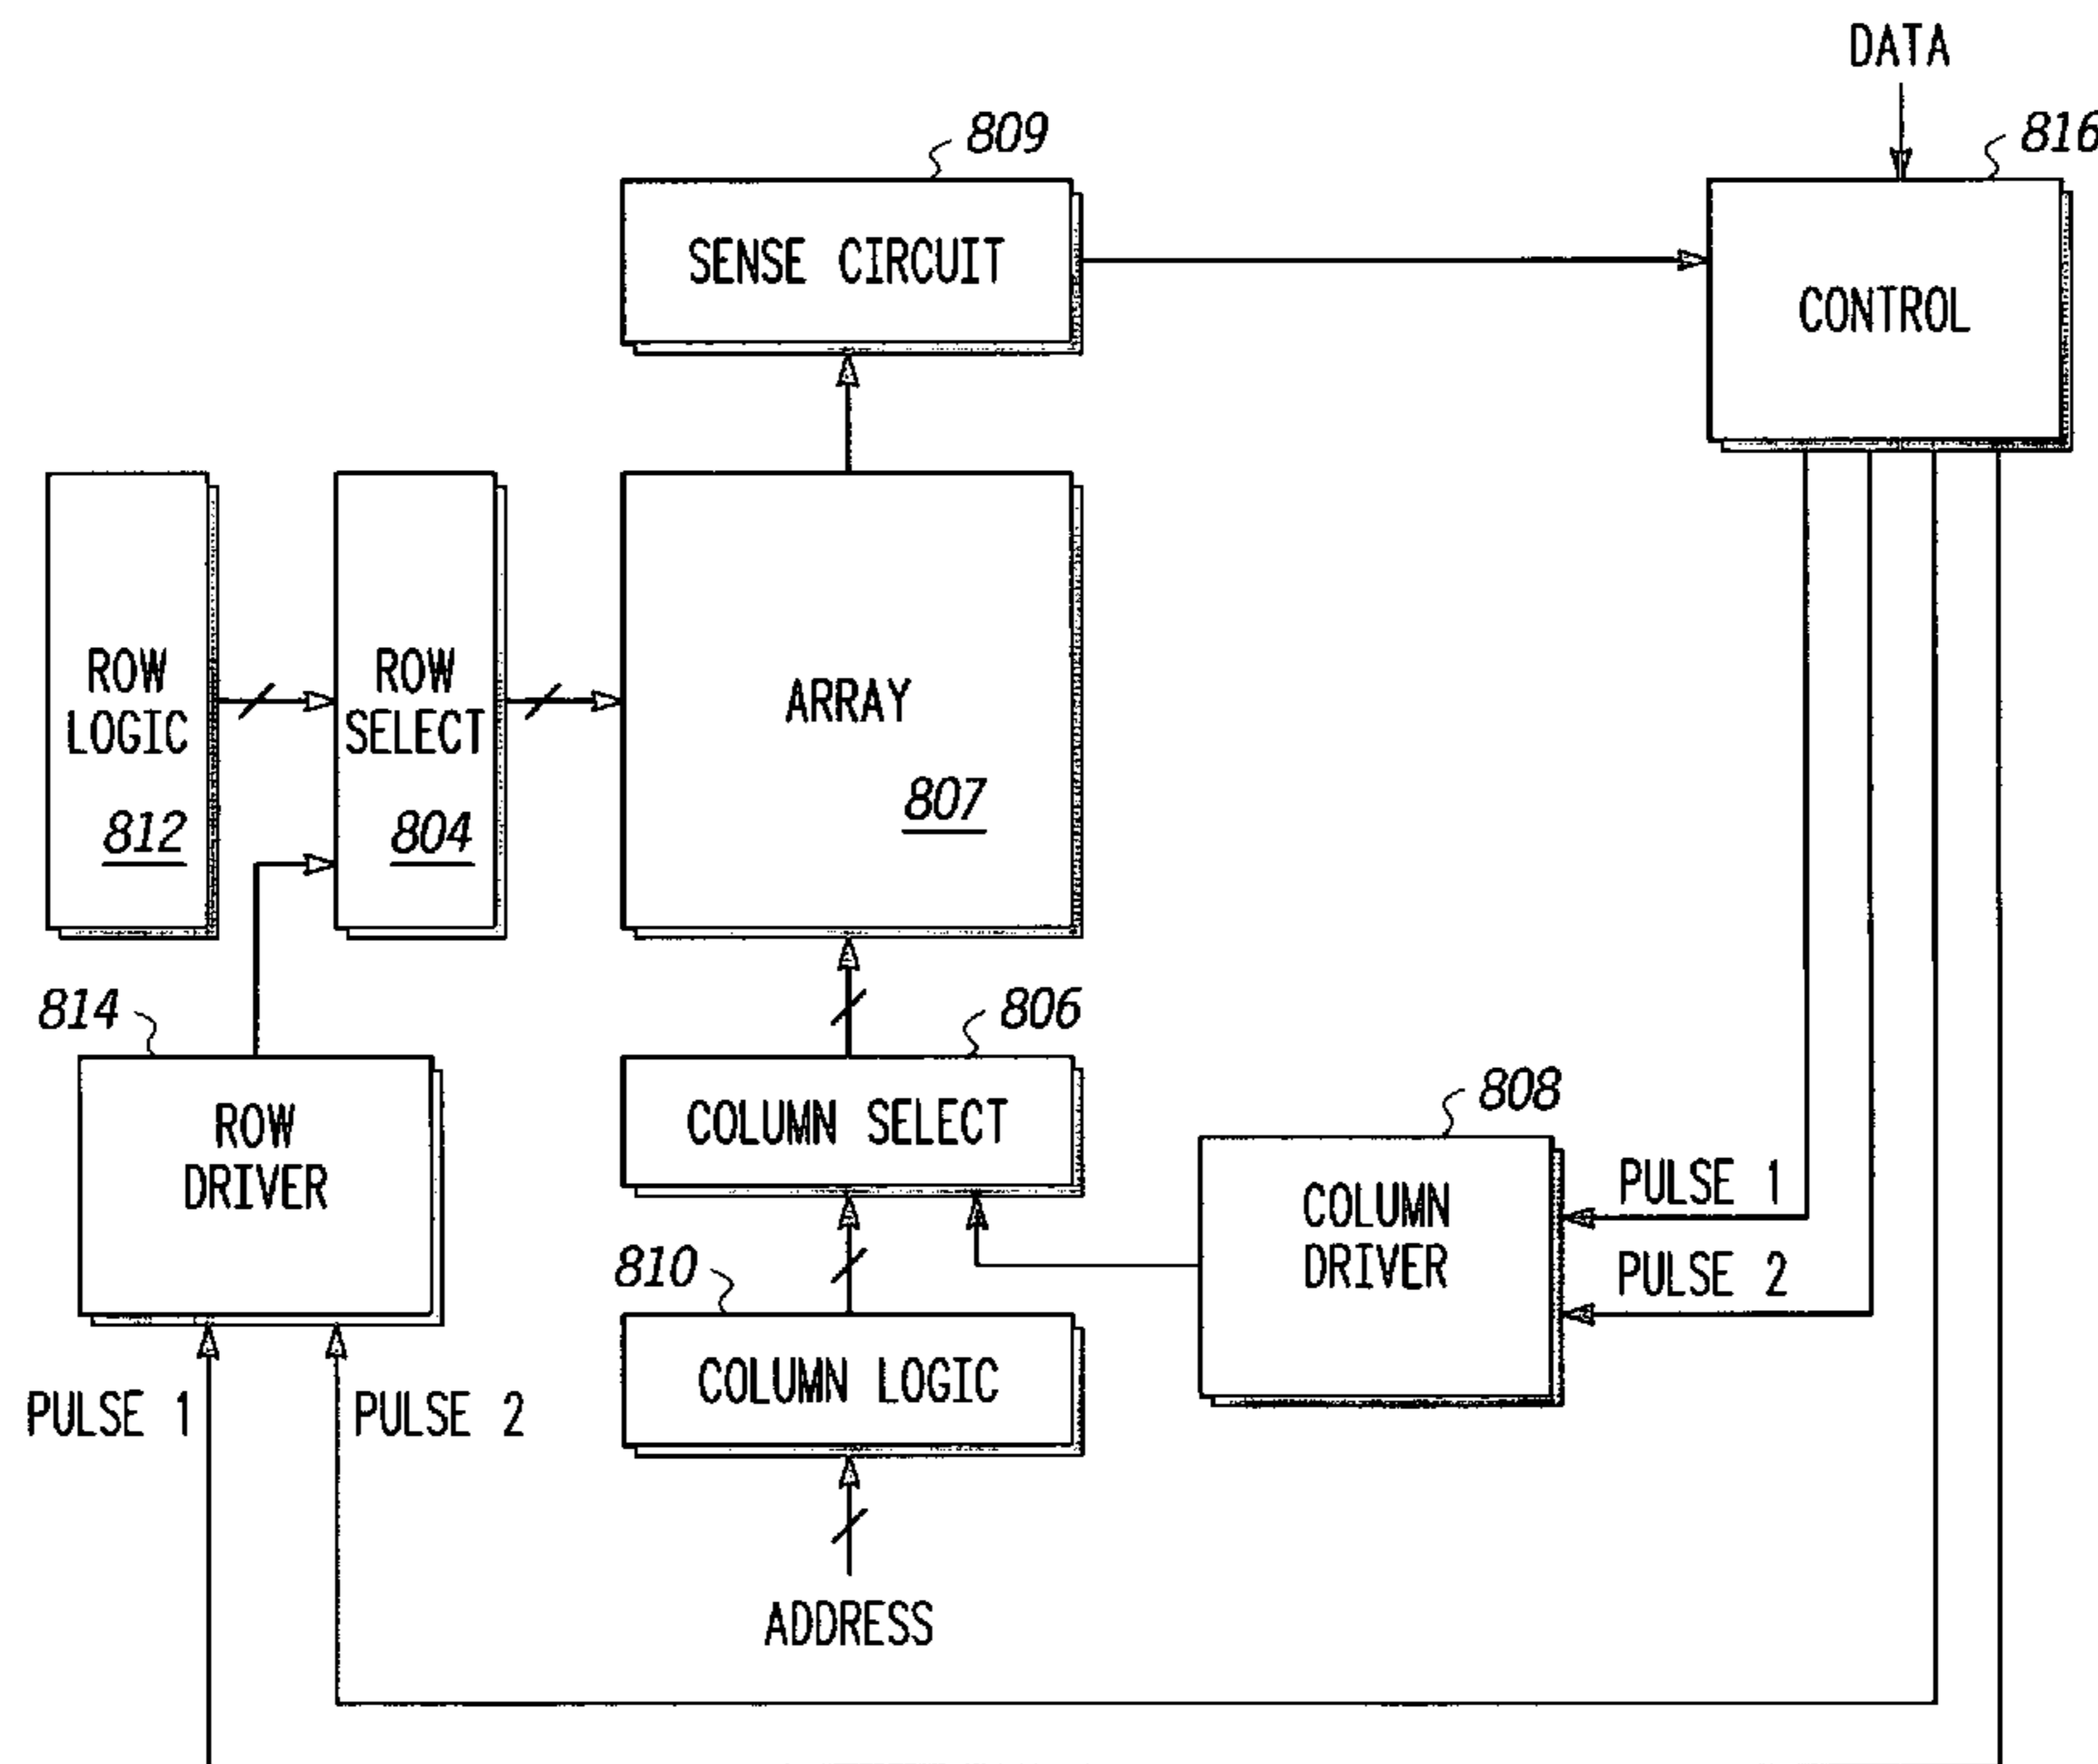 DATA
809
816
SENSE CIRCUIT
CONTROL
ROW
LOGIC
812
ROW
SELECT
804
ARRAY
807
814
806
ROW
DRIVER
COLUMN SELECT
808
COLUMN
DRIVER
PULSE 1
PULSE 2
810
COLUMN LOGIC
PULSE 1
PULSE 2
ADDRESS